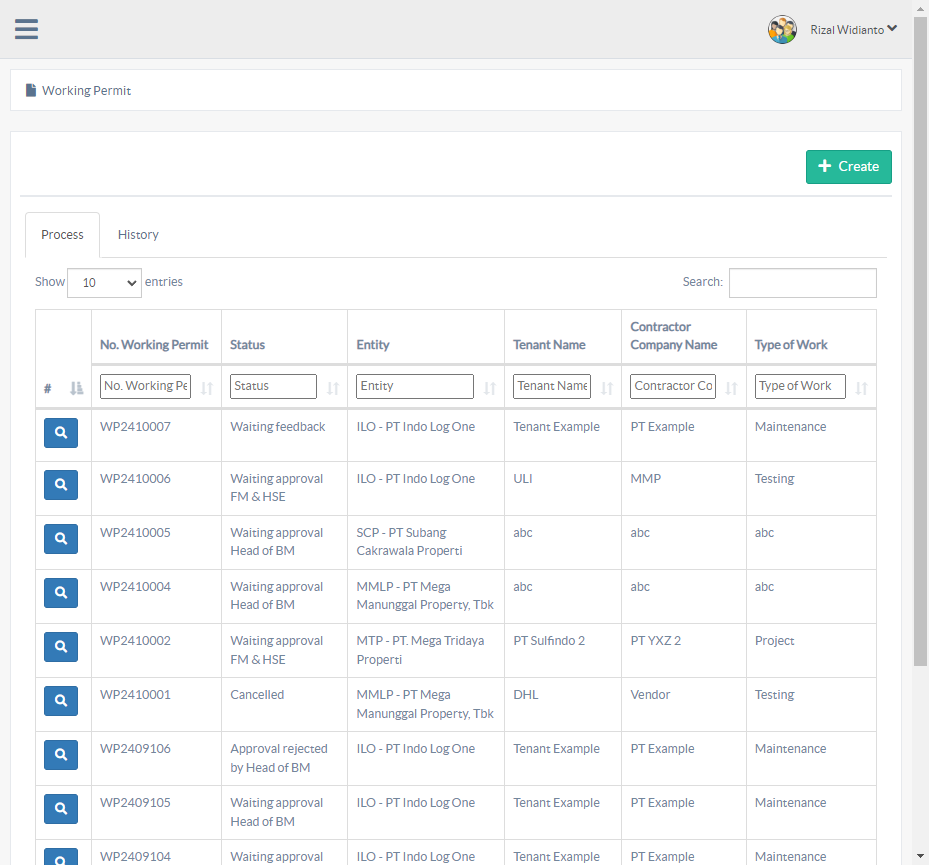 Rizal Widianto
Working Permit
Create
Process
History
Show 10 entries
Search:
No. Working Permit
Status
Entity
Tenant Name
Contractor
Company Name
Type of Work
#
No. Working Pe
Status
Entity
Tenant Name
Contractor Co
Type of Work
WP2410007
Waiting feedback
ILO - PT Indo Log One
Tenant Example
PT Example
Maintenance
WP2410006
Waiting approval
FM & HSE
ILO - PT Indo Log One
ULI
MMP
Testing
WP2410005
Waiting approval
Head of BM
SCP - PT Subang
Cakrawala Properti
abc
abc
abc
WP2410004
Waiting approval
Head of BM
MMLP - PT Mega
Manunggal Property, Tbk
abc
abc
abc
WP2410002
Waiting approval
FM & HSE
MTP - PT. Mega Tridaya
Properti
PT Sulfindo 2
PT YXZ 2
Project
WP2410001
Cancelled
MMLP - PT Mega
Manunggal Property, Tbk
DHL
Vendor
Testing
WP2409106
Approval rejected
by Head of BM
ILO - PT Indo Log One
Tenant Example
PT Example
Maintenance
WP2409105
Waiting approval
Head of BM
ILO - PT Indo Log One
Tenant Example
PT Example
Maintenance
WP2409104
Waiting approval
ILO - PT Indo Log One
Tenant Example
PT Example
Maintenance